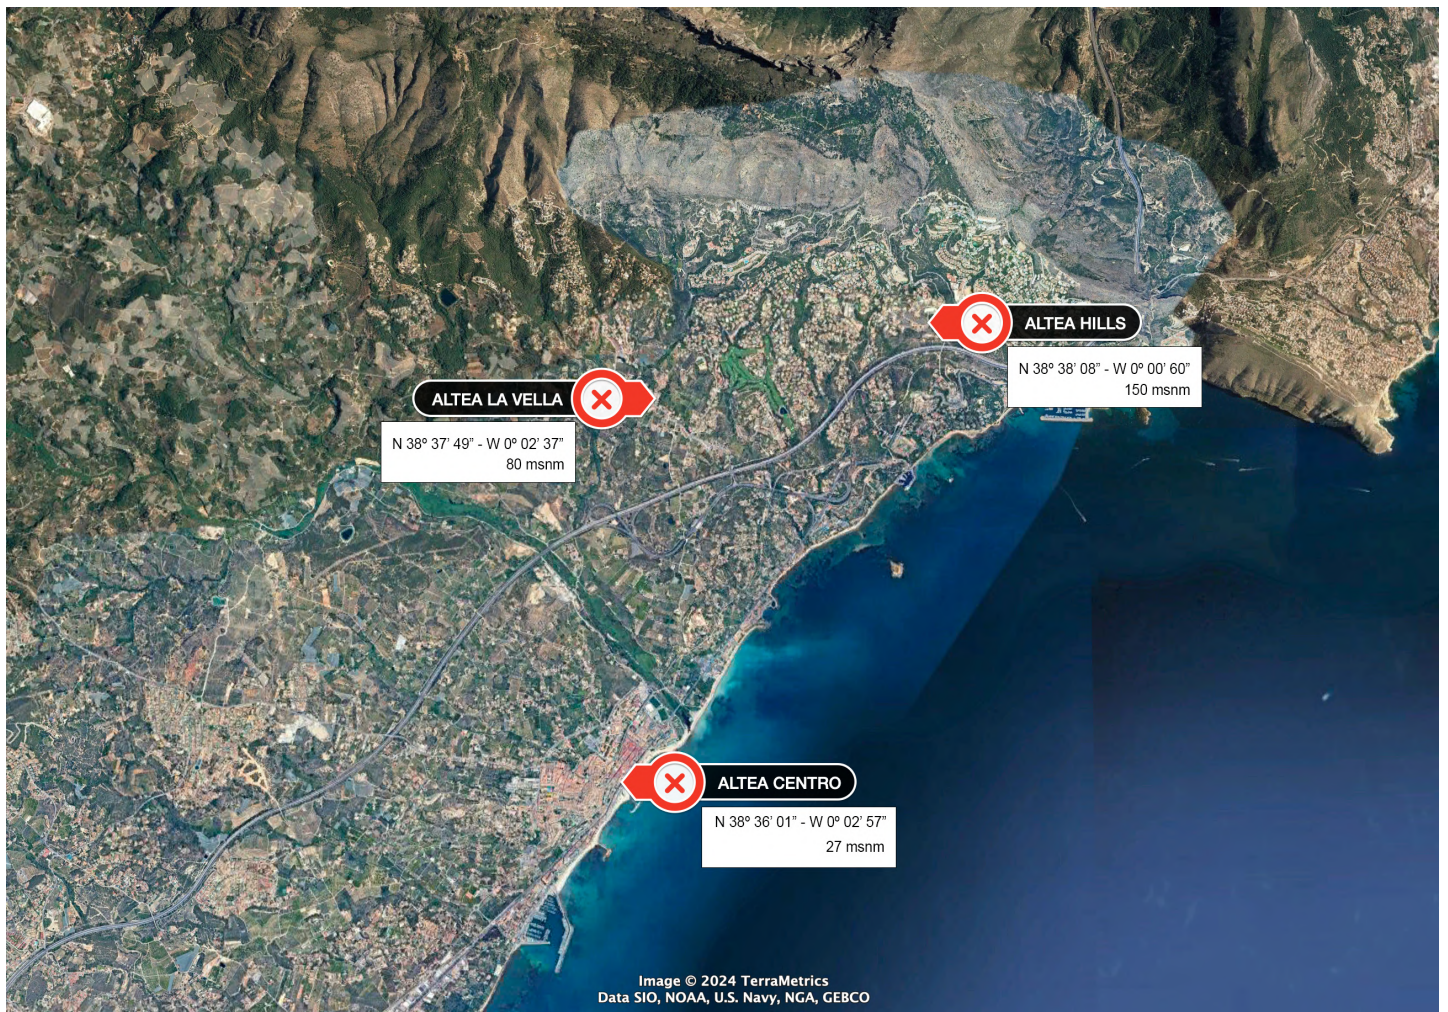 ALTEA HILLS
N 38º 38’ 08” - W 0º 00’ 60”
150 msnm
ALTEA LA VELLA
N 38º 37’ 49” - W 0º 02’ 37”
80 msnm
ALTEA CENTRO
N 38º 36’ 01” - W 0º 02’ 57”
27 msnm
Image © 2024 TerraMetrics
Data SIO, NOAA, U.S. Navy, NGA, GEBCO